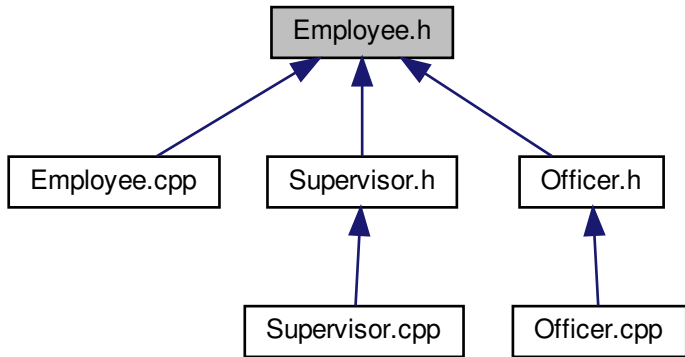 Employee.h
Employee.cpp
Supervisor.h
Officer.h
Supervisor.cpp
Officer.cpp